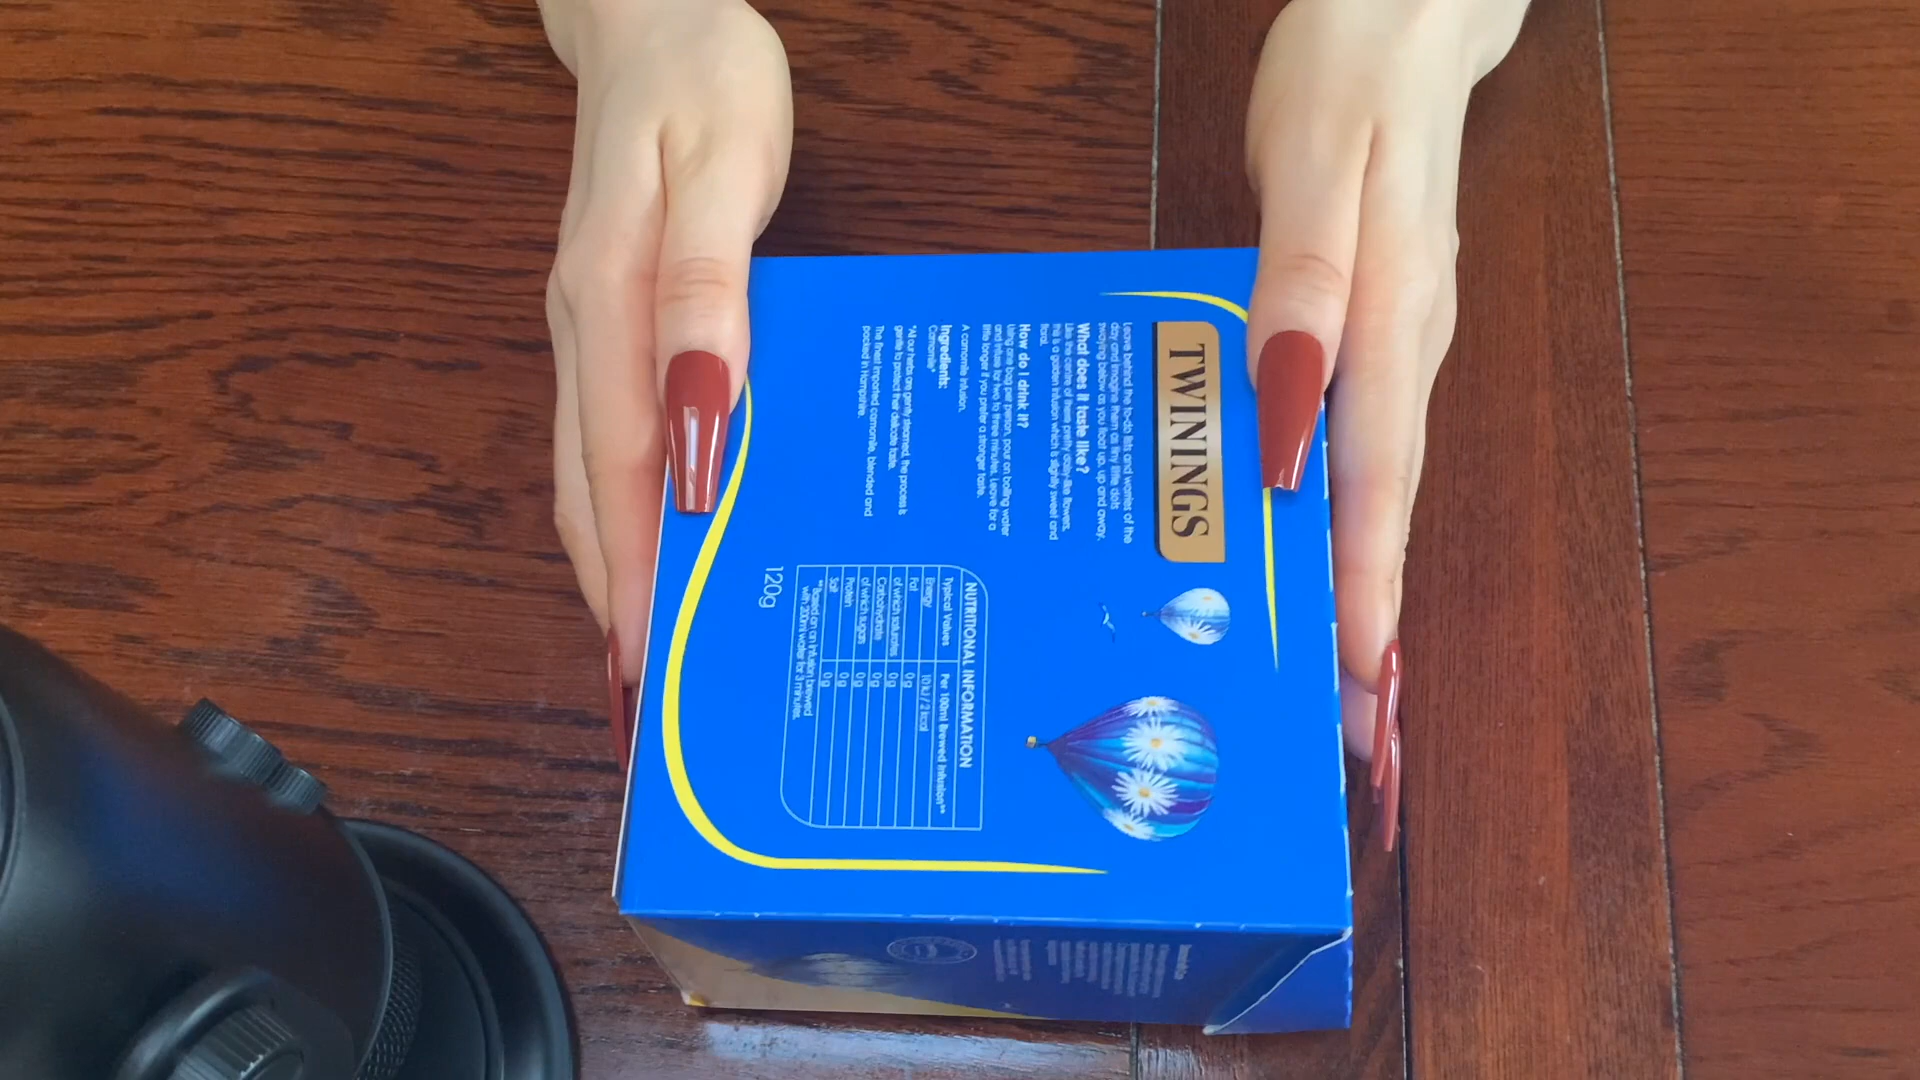 TWININGS
Leave behind the to-do lists and worries of the
day and imagine them as tiny little dots
swaying below as you float up, up and away.
What does it taste like?
Like the centre of these pretty daisy-like flowers,
this is a golden infusion which is slightly sweet and
floral.
How do I drink it?
Using one bag per person, pour on boiling water
and infuse for two to three minutes. Leave for a
little longer if you prefer a stronger taste.
A camomile infusion.
Ingredients:
Camomile*
*All our herbs are gently steamed, the process is
gentle to protect their delicate taste.
The finest imported camomile, blended and
packed in Hampshire.
NUTRITIONAL INFORMATION
Typical Values Per 100ml Brewed Infusion**
Energy 10 kJ / 2 kcal
Fat 0g
of which saturates 0g
Carbohydrate 0g
of which sugars 0g
Protein 0g
Salt 0g
**Based on an infusion brewed
with 200ml water for 3 minutes.
120g